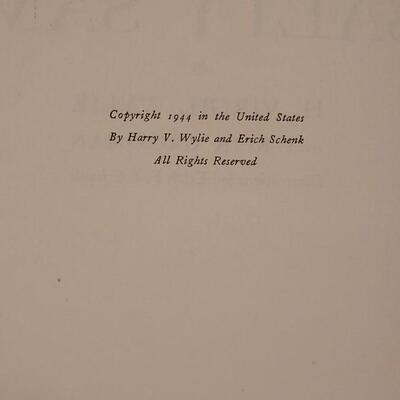 Copyright 1944 in the United States
By Harry V. Wylie and Erich Schenk
All Rights Reserved